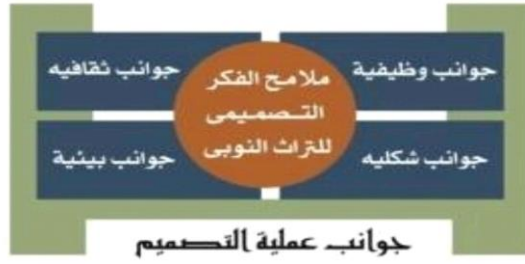 جوانب وظيفية
جوانب ثقافيه
ملامح الفكر
التصميمى
للتراث النوبى
جوانب شكليه
جوانب بيئية
جوانب عملية التصميم